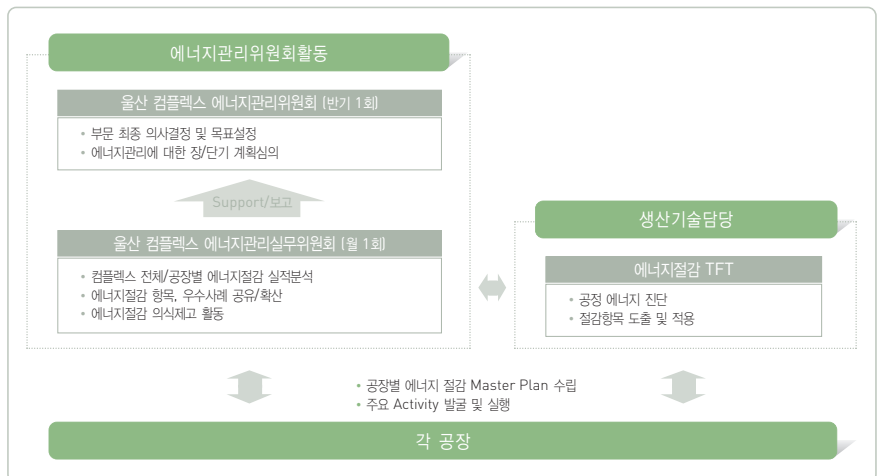 에너지관리위원회활동
울산 컴플렉스 에너지관리위원회 (반기 1회)
• 부문 최종 의사결정 및 목표설정
• 에너지관리에 대한 장/단기 계획심의
Support/보고
울산 컴플렉스 에너지관리실무위원회 (월 1회)
• 컴플렉스 전체/공장별 에너지절감 실적분석
• 에너지절감 항목, 우수사례 공유/확산
• 에너지절감 의식제고 활동
생산기술담당
에너지절감 TFT
• 공정 에너지 진단
• 절감항목 도출 및 적용
• 공장별 에너지 절감 Master Plan 수립
• 주요 Activity 발굴 및 실행
각 공장